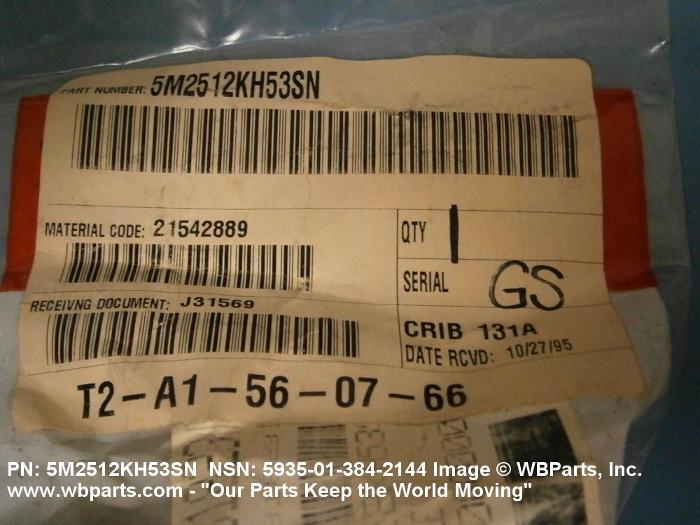 PART NUMBER: 5M2512KH53SN
MATERIAL CODE: 21542889
QTY 1
SERIAL GS
RECEIVNG DOCUMENT: J31569
CRIB 131A
DATE RCVD: 10/27/95
T2-A1-56-07-66
PN: 5M2512KH53SN NSN: 5935-01-384-2144 Image © WBParts, Inc.
www.wbparts.com - "Our Parts Keep the World Moving"